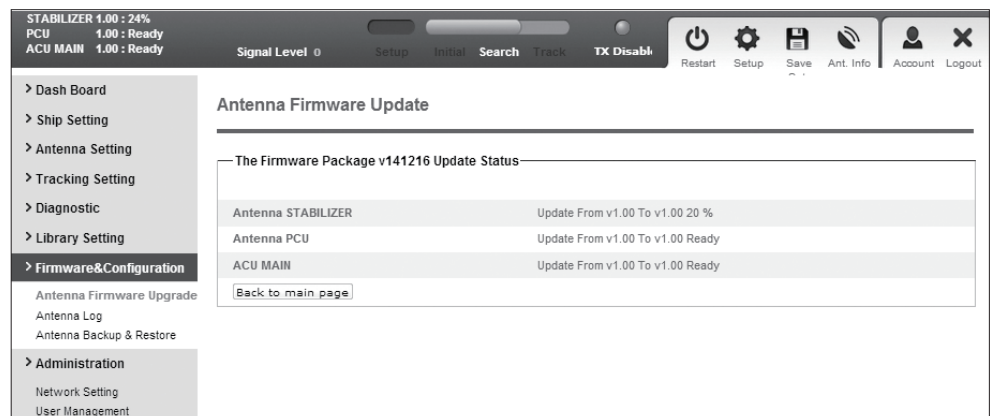 STABILIZER 1.00 : 24%
PCU 1.00 : Ready
ACU MAIN 1.00 : Ready
Signal Level 0
Setup
Initial
Search
Track
TX Disabl
Restart
Setup
Save
Ant. Info
Account
Logout
> Dash Board
> Ship Setting
> Antenna Setting
> Tracking Setting
> Diagnostic
> Library Setting
> Firmware&Configuration
Antenna Firmware Upgrade
Antenna Log
Antenna Backup & Restore
> Administration
Network Setting
User Management
Antenna Firmware Update
The Firmware Package v141216 Update Status
Antenna STABILIZER Update From v1.00 To v1.00 20 %
Antenna PCU Update From v1.00 To v1.00 Ready
ACU MAIN Update From v1.00 To v1.00 Ready
Back to main page